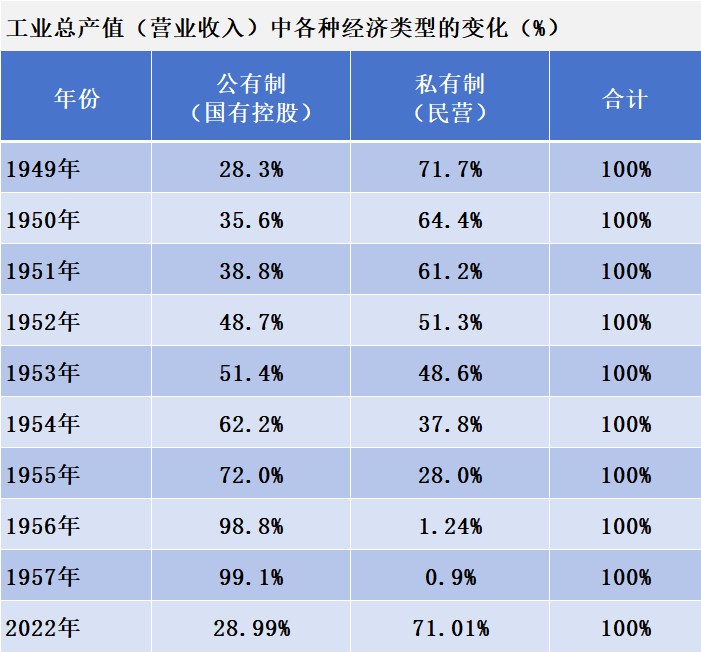 工业总产值（营业收入）中各种经济类型的变化（%）
年份 公有制（国有控股） 私有制（民营） 合计
1949年 28.3% 71.7% 100%
1950年 35.6% 64.4% 100%
1951年 38.8% 61.2% 100%
1952年 48.7% 51.3% 100%
1953年 51.4% 48.6% 100%
1954年 62.2% 37.8% 100%
1955年 72.0% 28.0% 100%
1956年 98.8% 1.24% 100%
1957年 99.1% 0.9% 100%
2022年 28.99% 71.01% 100%